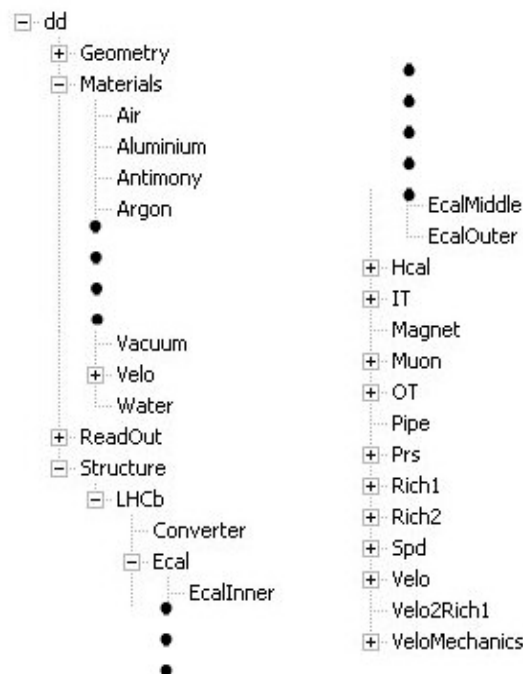 dd
Geometry
Materials
Air
Aluminium
Antimony
Argon
Vacuum
Velo
Water
ReadOut
Structure
LHCb
Converter
Ecal
EcalInner
EcalMiddle
EcalOuter
Hcal
IT
Magnet
Muon
OT
Pipe
Prs
Rich1
Rich2
Spd
Velo
Velo2Rich1
VeloMechanics